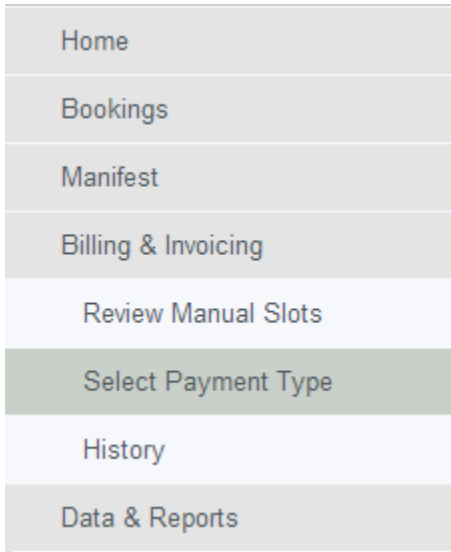 Home
Bookings
Manifest
Billing & Invoicing
Review Manual Slots
Select Payment Type
History
Data & Reports